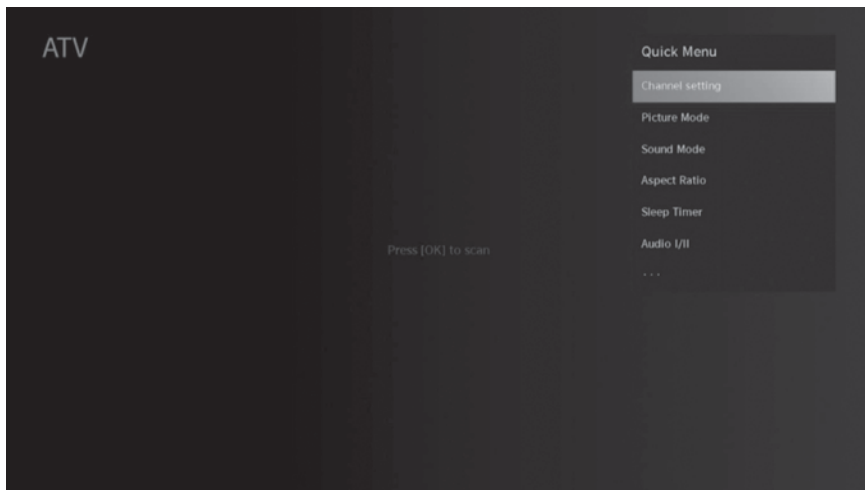 ATV
Quick Menu
Channel setting
Picture Mode
Sound Mode
Aspect Ratio
Sleep Timer
Audio I/II
...
Press [OK] to scan